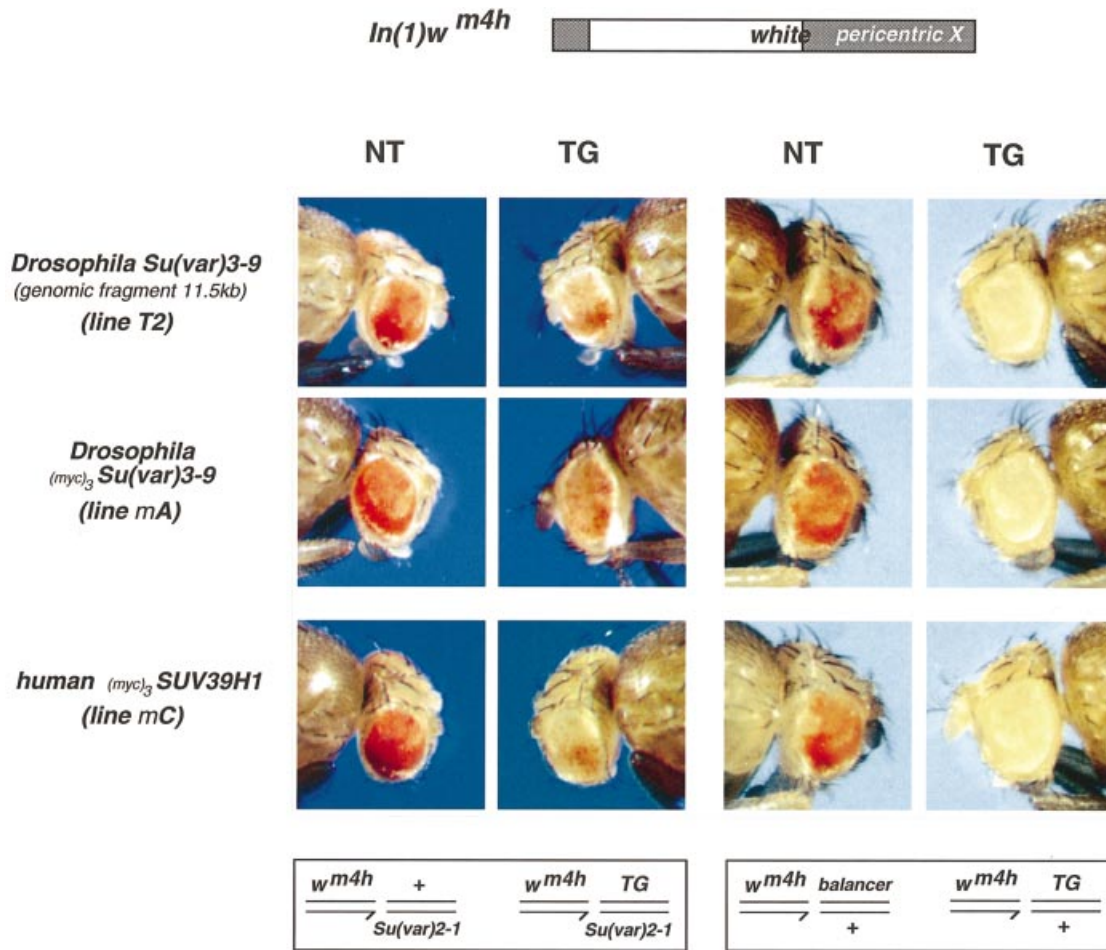 In(1)w m4h white pericentric X
NT TG NT TG
Drosophila Su(var)3-9
(genomic fragment 11.5kb)
(line T2)
Drosophila
(myc)3 Su(var)3-9
(line mA)
human (myc)3 SUV39H1
(line mC)
w m4h + w m4h TG w m4h balancer w m4h TG
Su(var)2-1 Su(var)2-1 + +